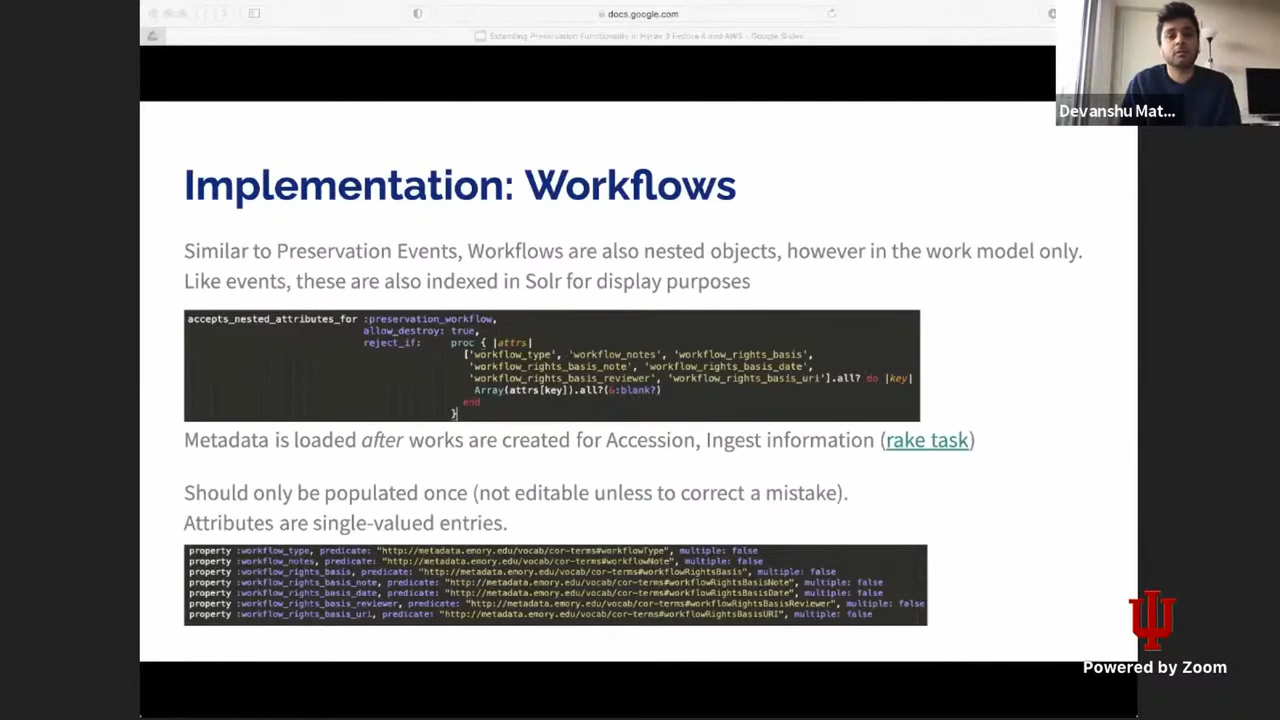 docs.google.com
Extending Preservation Functionality in Hyrax 3 Fedora 4 and AWS - Google Slides
Devanshu Mat...
Implementation: Workflows
Similar to Preservation Events, Workflows are also nested objects, however in the work model only.
Like events, these are also indexed in Solr for display purposes
accepts_nested_attributes_for :preservation_workflow,
allow_destroy: true,
reject_if: proc { |attrs|
['workflow_type', 'workflow_notes', 'workflow_rights_basis',
'workflow_rights_basis_note', 'workflow_rights_basis_date',
'workflow_rights_basis_reviewer', 'workflow_rights_basis_uri'].all? do |key|
Array(attrs[key]).all?(&:blank?)
end
}
Metadata is loaded after works are created for Accession, Ingest information (rake task)
Should only be populated once (not editable unless to correct a mistake).
Attributes are single-valued entries.
property :workflow_type, predicate: "http://metadata.emory.edu/vocab/cor-terms#workflowType", multiple: false
property :workflow_notes, predicate: "http://metadata.emory.edu/vocab/cor-terms#workflowNote", multiple: false
property :workflow_rights_basis, predicate: "http://metadata.emory.edu/vocab/cor-terms#workflowRightsBasis", multiple: false
property :workflow_rights_basis_note, predicate: "http://metadata.emory.edu/vocab/cor-terms#workflowRightsBasisNote", multiple: false
property :workflow_rights_basis_date, predicate: "http://metadata.emory.edu/vocab/cor-terms#workflowRightsBasisDate", multiple: false
property :workflow_rights_basis_reviewer, predicate: "http://metadata.emory.edu/vocab/cor-terms#workflowRightsBasisReviewer", multiple: false
property :workflow_rights_basis_uri, predicate: "http://metadata.emory.edu/vocab/cor-terms#workflowRightsBasisURI", multiple: false
Powered by Zoom